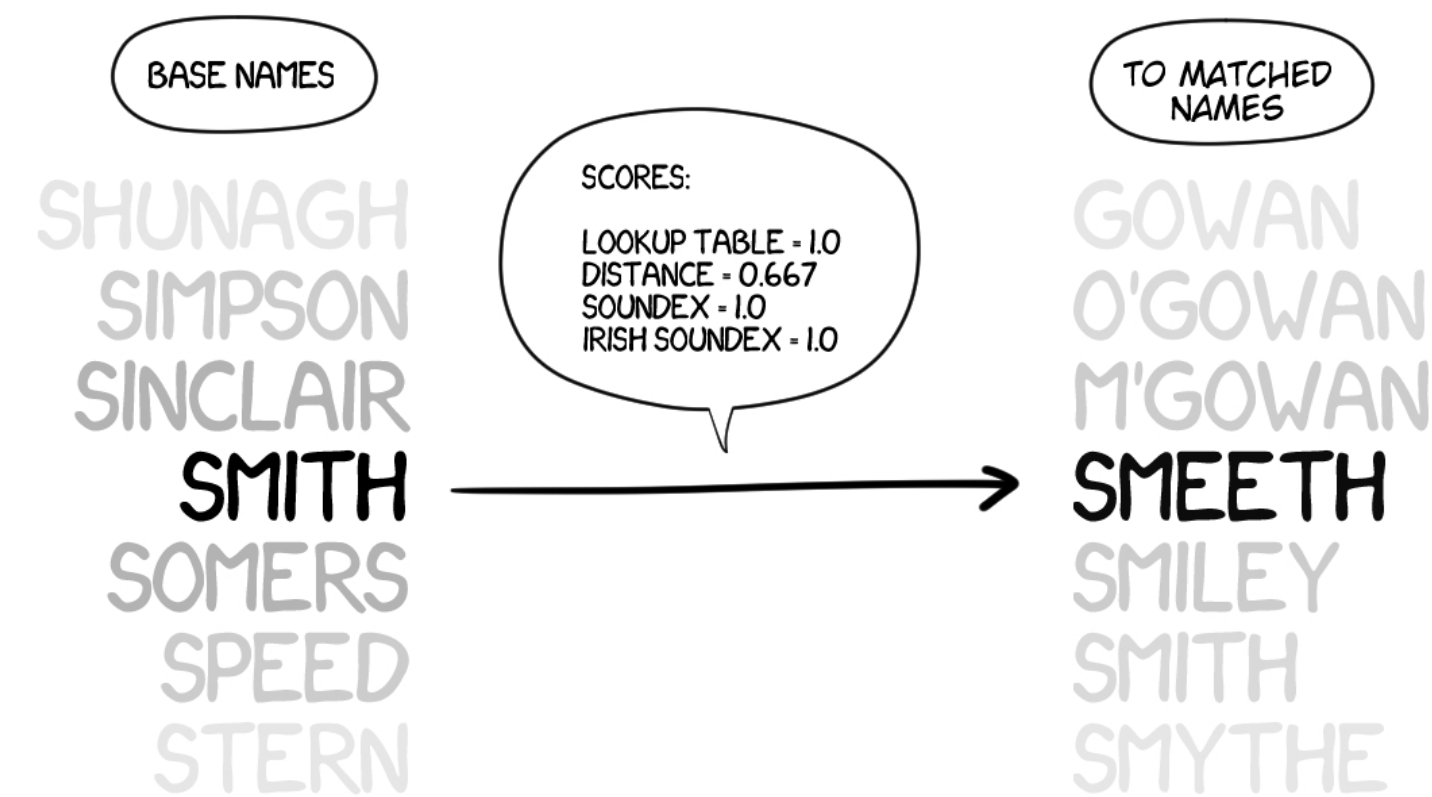 BASE NAMES
SHUNAGH
SIMPSON
SINCLAIR
SMITH
SOMERS
SPEED
STERN
SCORES:
LOOKUP TABLE = 1.0
DISTANCE = 0.667
SOUNDEX = 1.0
IRISH SOUNDEX = 1.0
TO MATCHED
NAMES
GOWAN
O'GOWAN
M'GOWAN
SMEETH
SMILEY
SMITH
SMYTHE